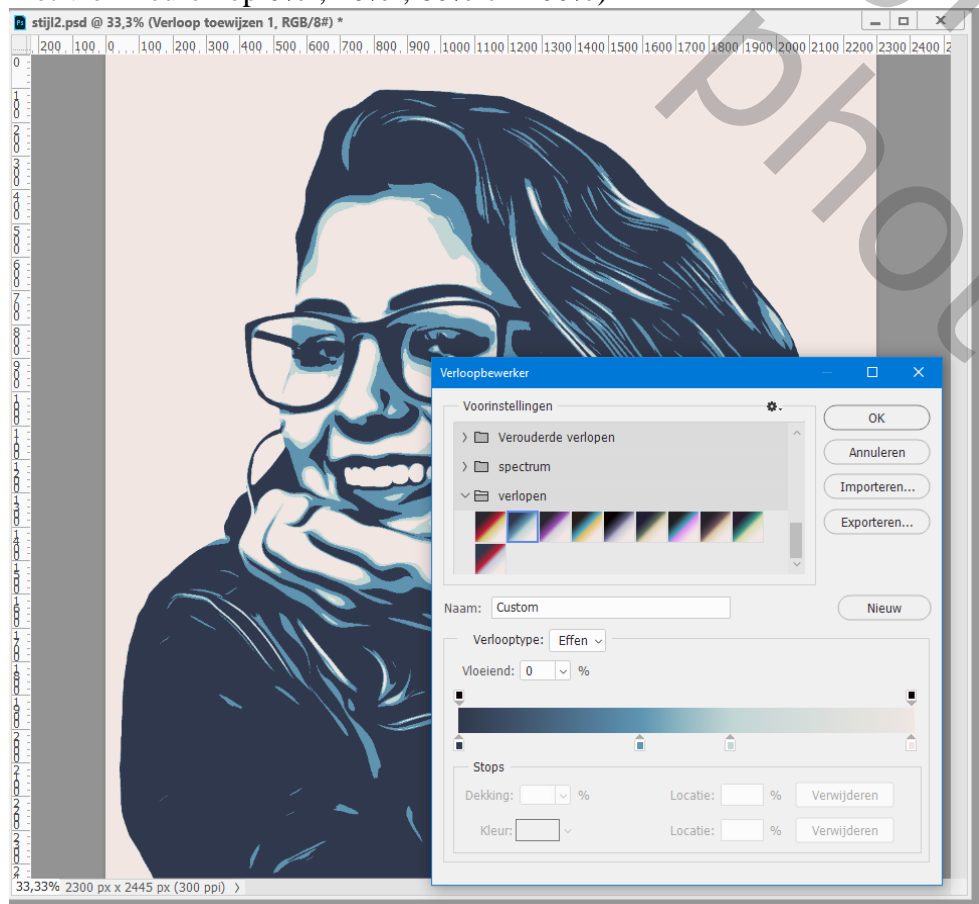 stijl2.psd @ 33,3% (Verloop toewijzen 1, RGB/8#) *
200 100 0 100 200 300 400 500 600 700 800 900 1000 1100 1200 1300 1400 1500 1600 1700 1800 1900 2000 2100 2200 2300 2400
Verloopbewerker
Voorinstellingen
Verouderde verlopen
spectrum
verlopen
OK
Annuleren
Importeren...
Exporteren...
Naam: Custom
Nieuw
Verlooptype: Effen
Vloeiend: 0 %
Stops
Dekking: % Locatie: % Verwijderen
Kleur: Locatie: % Verwijderen
33,33% 2300 px x 2445 px (300 ppi) >